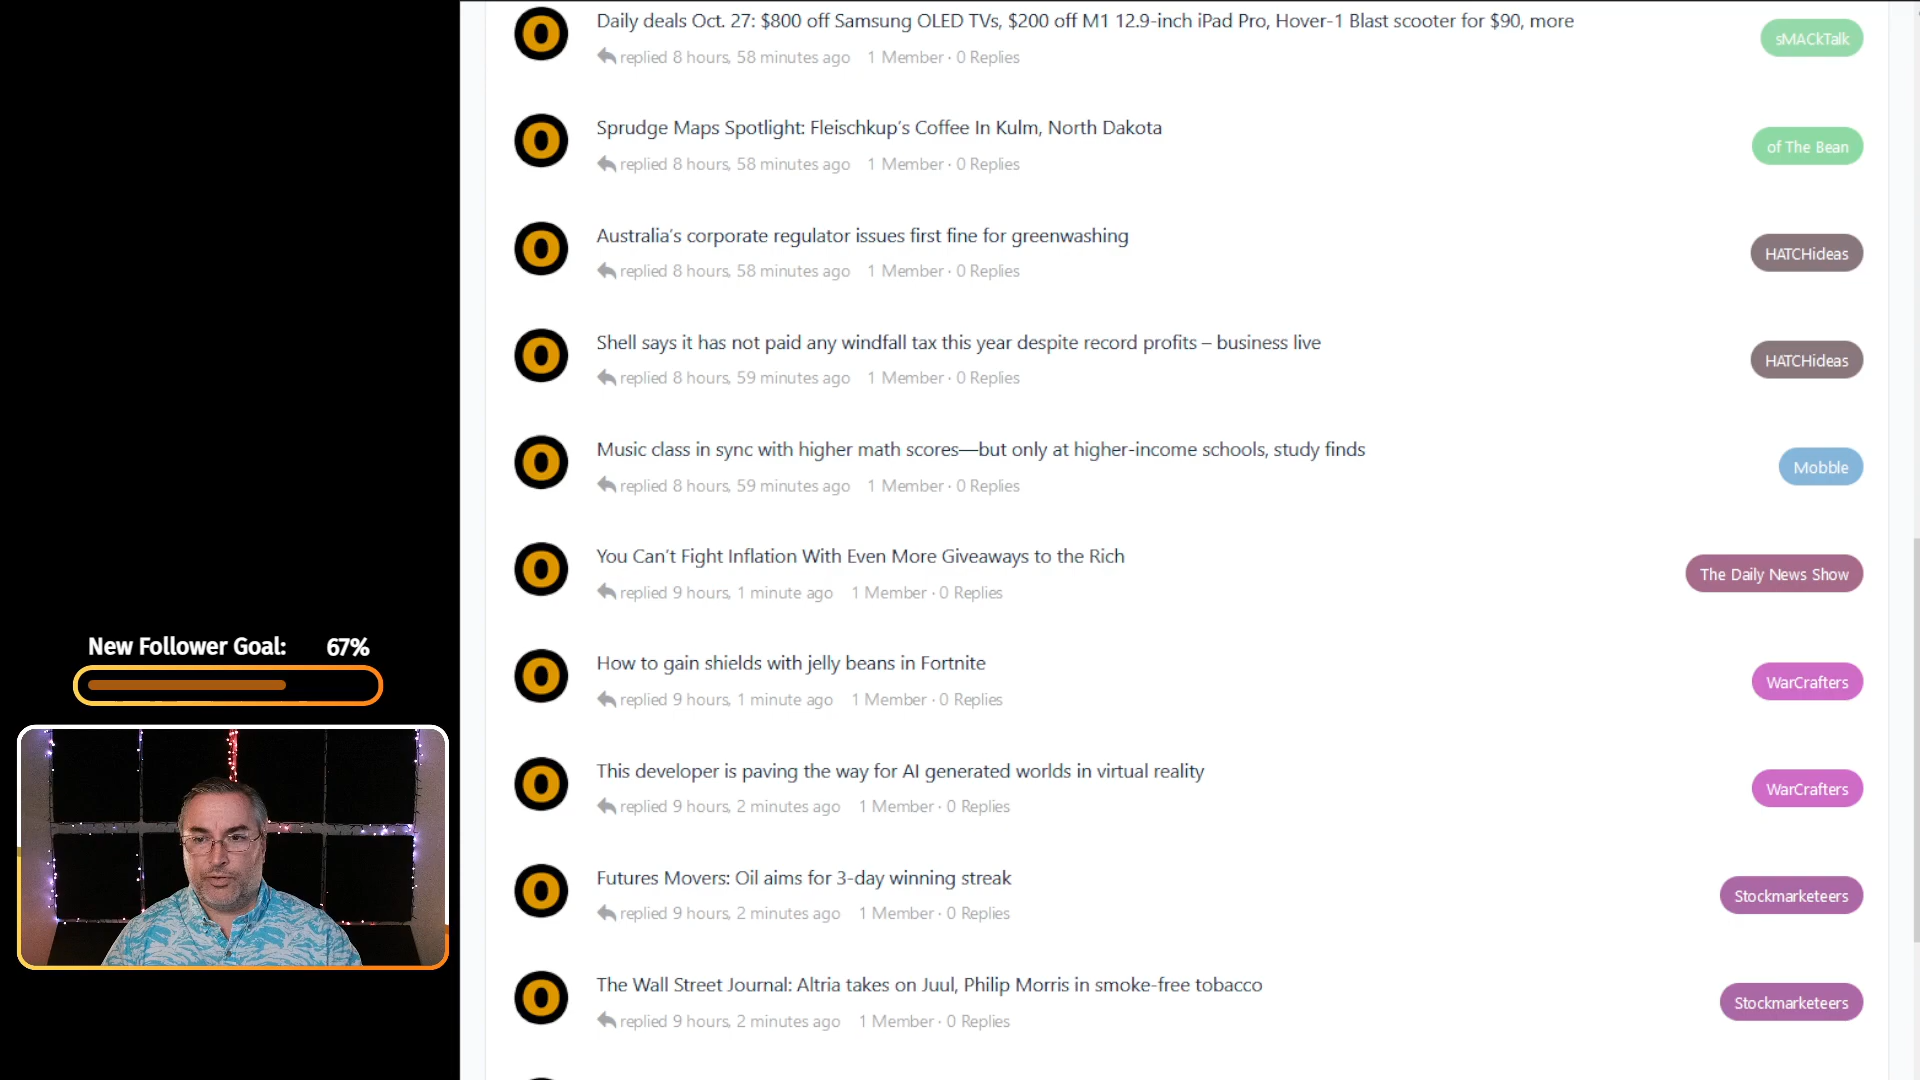 Daily deals Oct. 27: $800 off Samsung OLED TVs, $200 off M1 12.9-inch iPad Pro, Hover-1 Blast scooter for $90, more
replied 8 hours, 58 minutes ago 1 Member · 0 Replies
sMACkTalk
Sprudge Maps Spotlight: Fleischkup's Coffee In Kulm, North Dakota
replied 8 hours, 58 minutes ago 1 Member · 0 Replies
of The Bean
Australia's corporate regulator issues first fine for greenwashing
replied 8 hours, 58 minutes ago 1 Member · 0 Replies
HATCHideas
Shell says it has not paid any windfall tax this year despite record profits – business live
replied 8 hours, 59 minutes ago 1 Member · 0 Replies
HATCHideas
Music class in sync with higher math scores—but only at higher-income schools, study finds
replied 8 hours, 59 minutes ago 1 Member · 0 Replies
Mobble
You Can't Fight Inflation With Even More Giveaways to the Rich
replied 9 hours, 1 minute ago 1 Member · 0 Replies
The Daily News Show
How to gain shields with jelly beans in Fortnite
replied 9 hours, 1 minute ago 1 Member · 0 Replies
WarCrafters
This developer is paving the way for AI generated worlds in virtual reality
replied 9 hours, 2 minutes ago 1 Member · 0 Replies
WarCrafters
Futures Movers: Oil aims for 3-day winning streak
replied 9 hours, 2 minutes ago 1 Member · 0 Replies
Stockmarketeers
The Wall Street Journal: Altria takes on Juul, Philip Morris in smoke-free tobacco
replied 9 hours, 2 minutes ago 1 Member · 0 Replies
Stockmarketeers
New Follower Goal: 67%